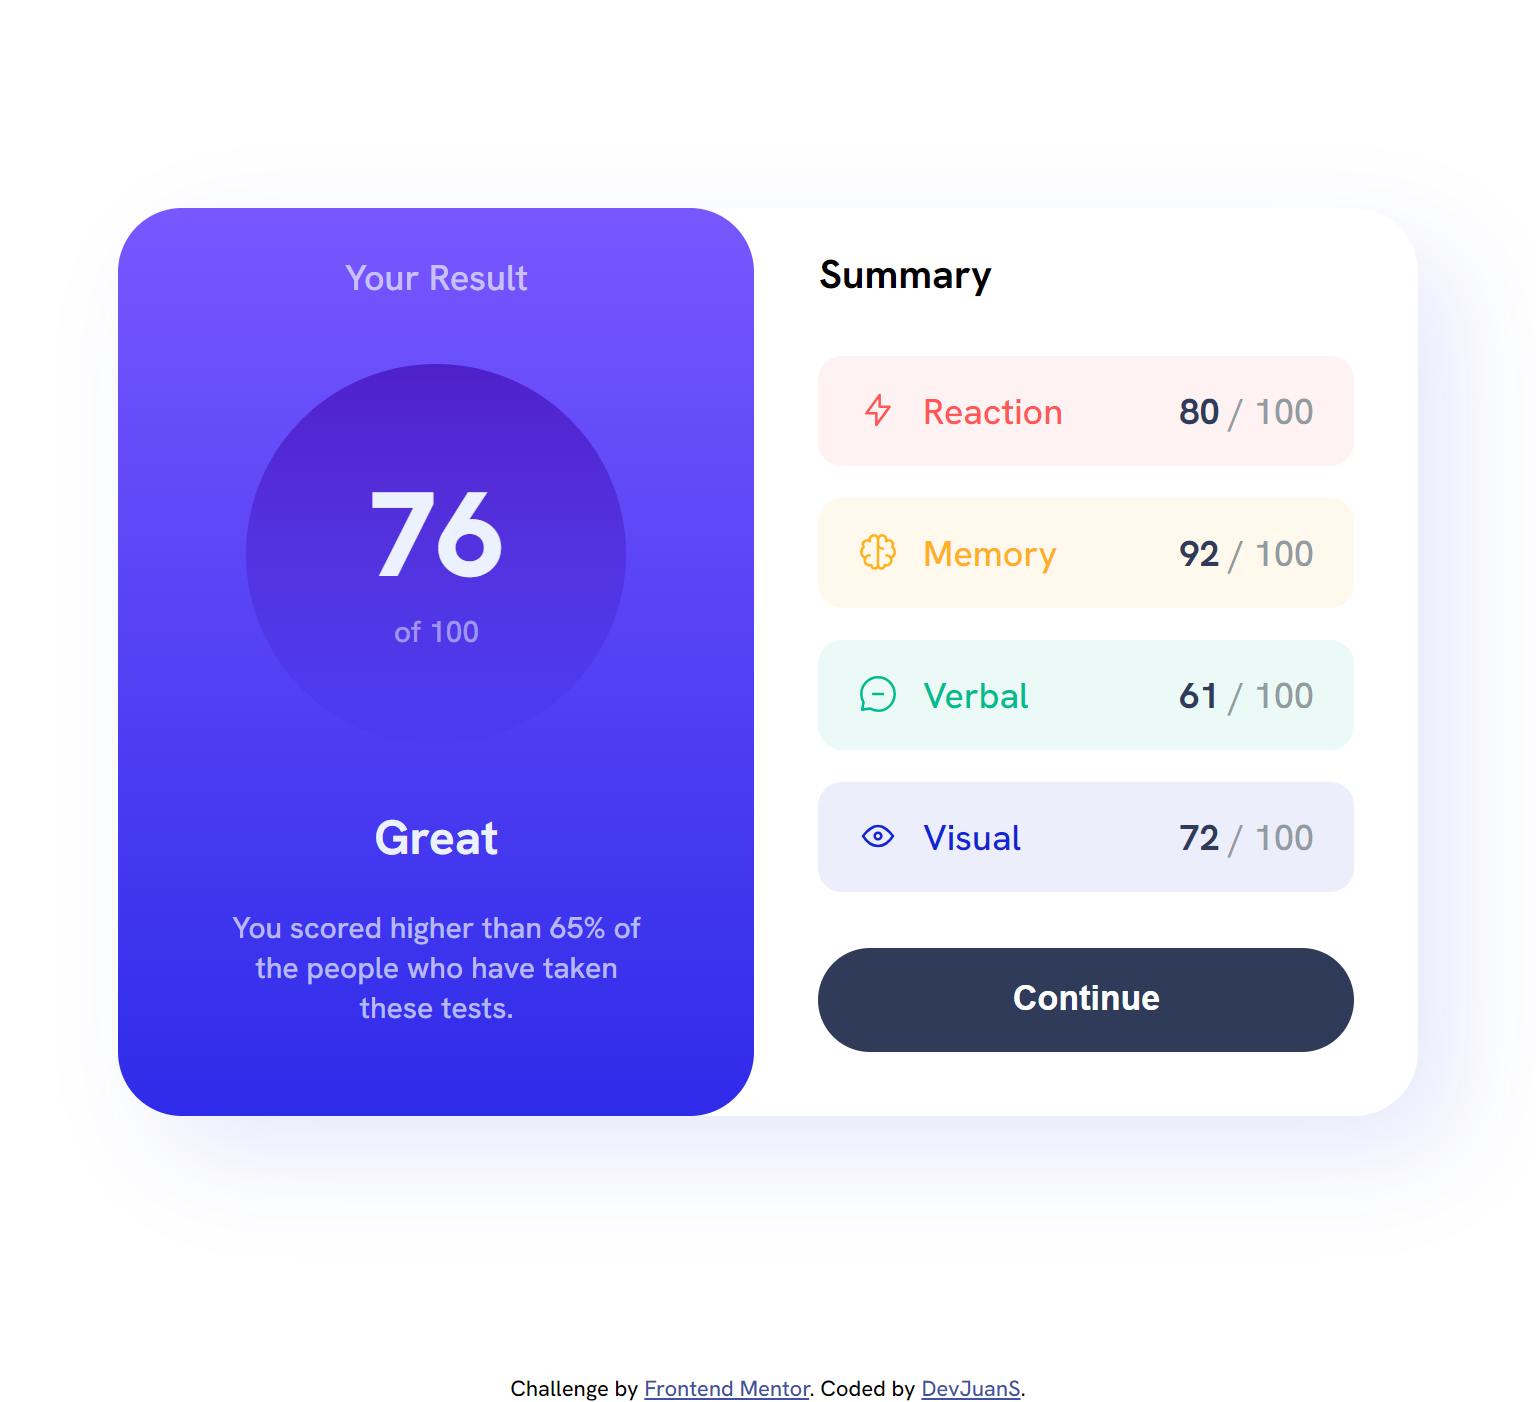 Your Result
76
of 100
Great
You scored higher than 65% of
the people who have taken
these tests.
Summary
Reaction 80 / 100
Memory 92 / 100
Verbal 61 / 100
Visual 72 / 100
Continue
Challenge by Frontend Mentor. Coded by DevJuanS.